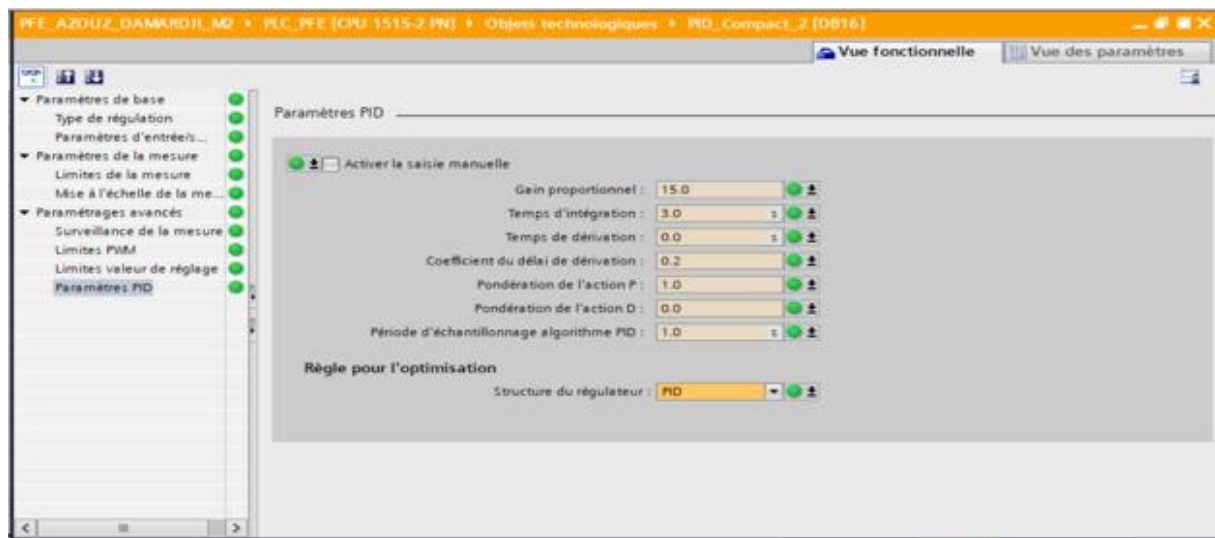 PFE_AZOUZ_DAMARDJI_M2 ▸ PLC_PFE [CPU 1515-2 PN] ▸ Objets technologiques ▸ PID_Compact_2 [DB16]
Vue fonctionnelle
Vue des paramètres
Paramètres de base
Type de régulation
Paramètres d'entrée/s...
Paramètres de la mesure
Limites de la mesure
Mise à l'échelle de la me...
Paramétrages avancés
Surveillance de la mesure
Limites PWM
Limites valeur de réglage
Paramètres PID
Paramètres PID
Activer la saisie manuelle
Gain proportionnel : 15.0
Temps d'intégration : 3.0 s
Temps de dérivation : 0.0 s
Coefficient du délai de dérivation : 0.2
Pondération de l'action P : 1.0
Pondération de l'action D : 0.0
Période d'échantillonnage algorithme PID : 1.0 s
Règle pour l'optimisation
Structure du régulateur : PID